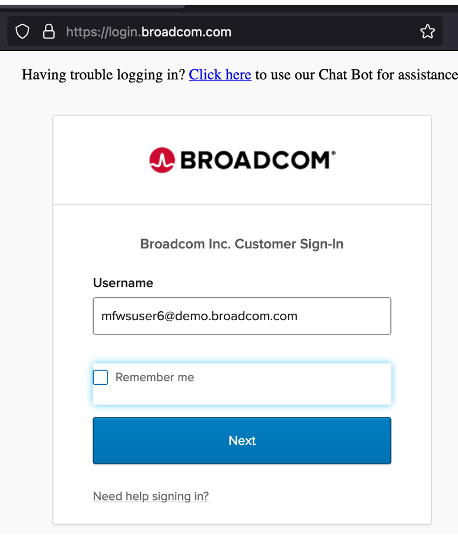 https://login.broadcom.com
Having trouble logging in? Click here to use our Chat Bot for assistance
BROADCOM®
Broadcom Inc. Customer Sign-In
Username
mfwsuser6@demo.broadcom.com
Remember me
Next
Need help signing in?